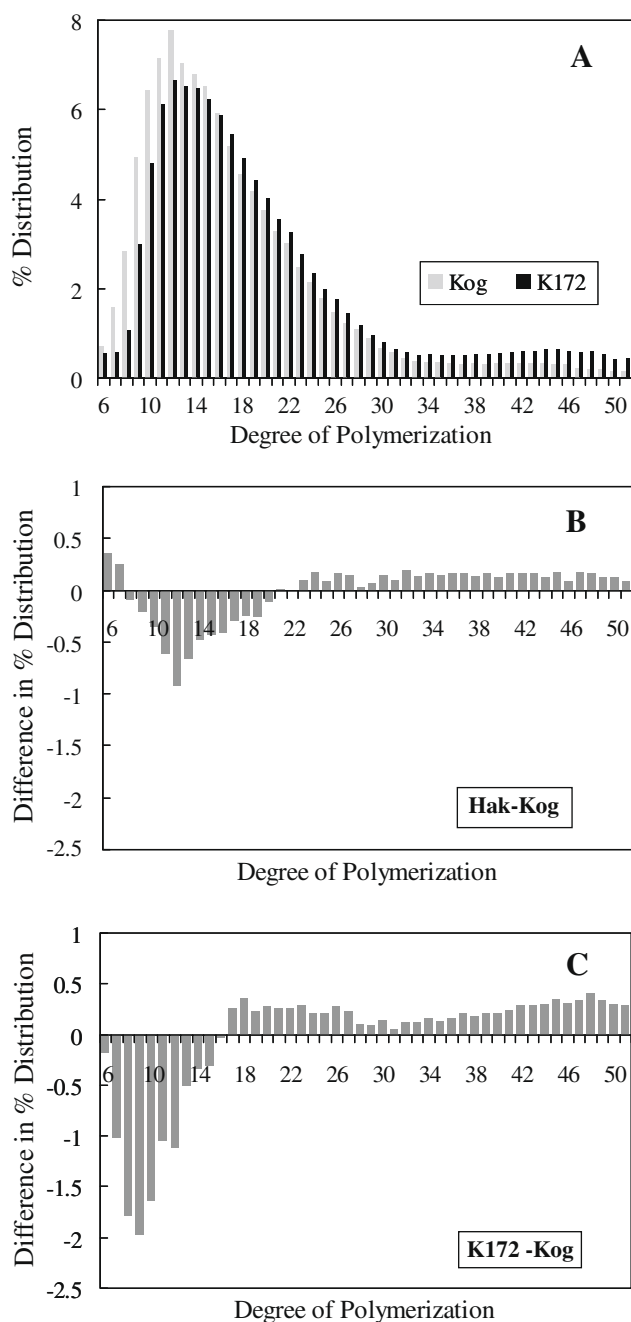 A
8
6
4
2
0
% Distribution
Kog K172
6 10 14 18 22 26 30 34 38 42 46 50
Degree of Polymerization
B
1
0.5
0
-0.5
-1
-1.5
-2
-2.5
Difference in % Distribution
6 10 14 18 22 26 30 34 38 42 46 50
Hak-Kog
Degree of Polymerization
C
1
0.5
0
-0.5
-1
-1.5
-2
-2.5
Difference in % Distribution
6 10 14 18 22 26 30 34 38 42 46 50
K172 -Kog
Degree of Polymerization